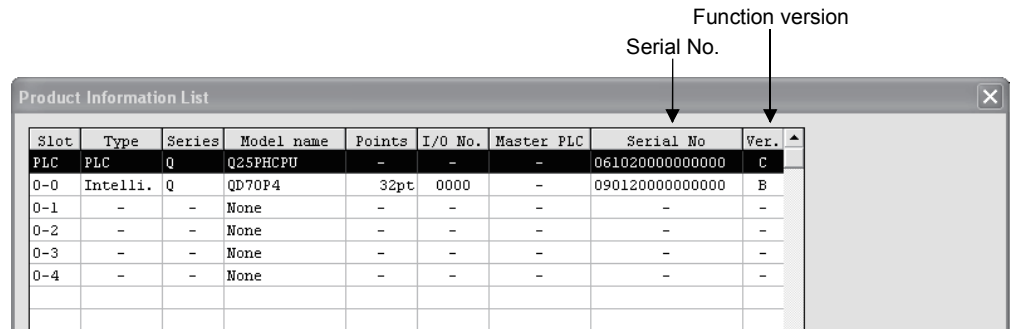 Function version
Serial No.
Product Information List
Slot Type Series Model name Points I/O No. Master PLC Serial No Ver.
PLC PLC Q Q25PHCPU - - - 061020000000000 C
0-0 Intelli. Q QD70P4 32pt 0000 - 090120000000000 B
0-1 - - None - - - - -
0-2 - - None - - - - -
0-3 - - None - - - - -
0-4 - - None - - - - -